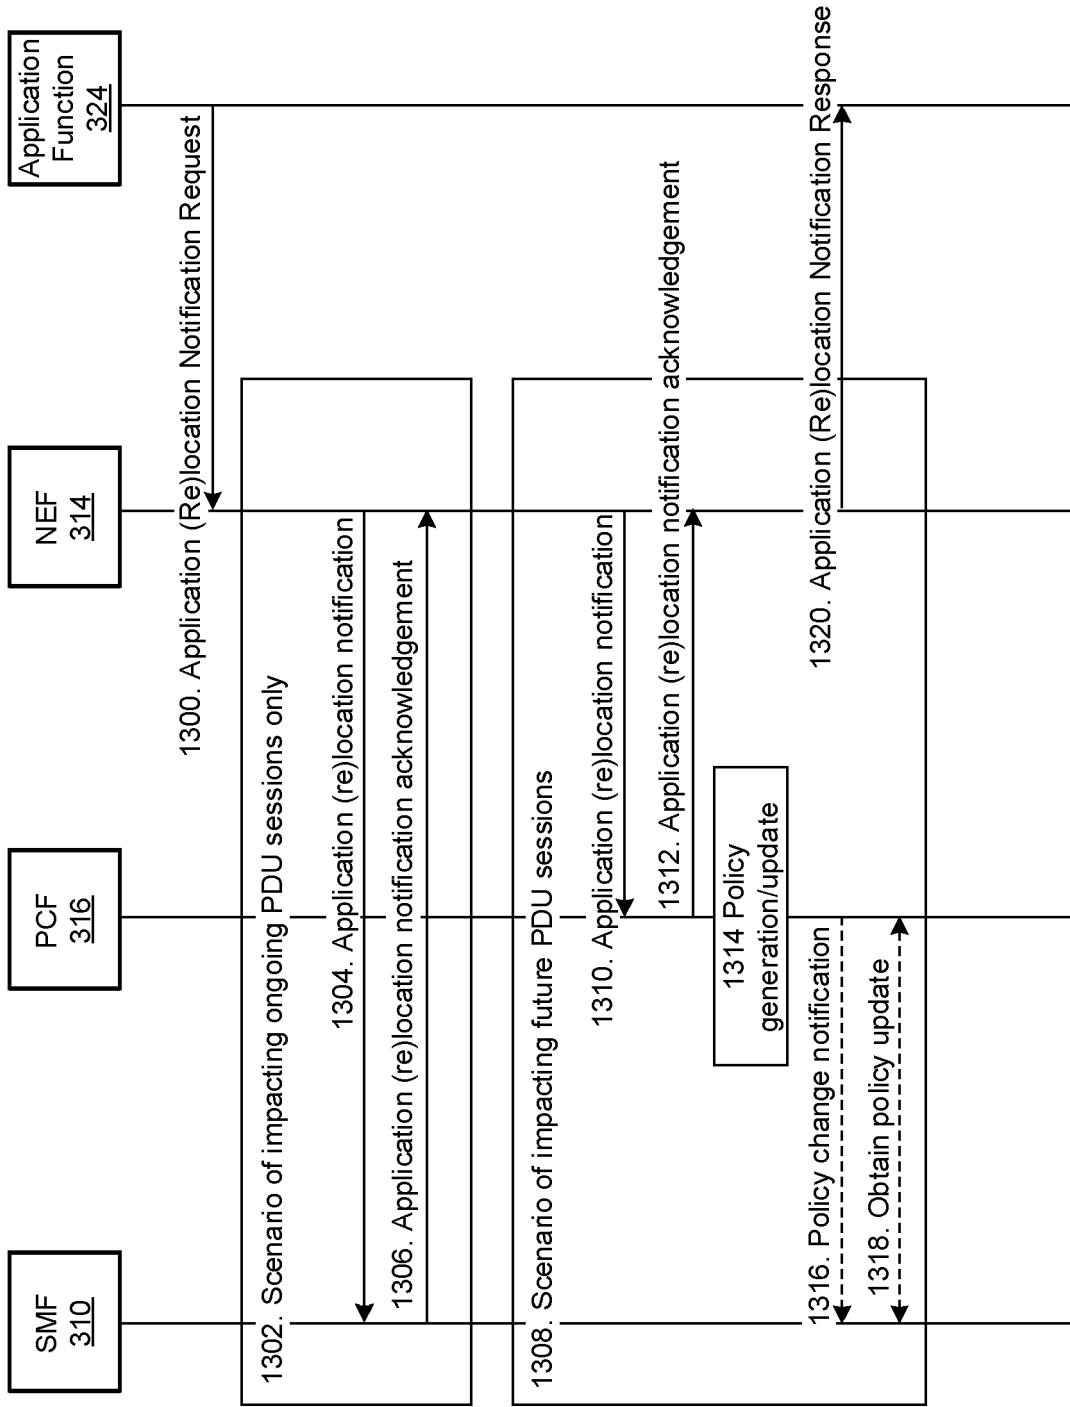 SMF
310
PCF
316
NEF
314
Application
Function
324
1300. Application (Re)location Notification Request
1302. Scenario of impacting ongoing PDU sessions only
1304. Application (re)location notification
1306. Application (re)location notification acknowledgement
1308. Scenario of impacting future PDU sessions
1310. Application (re)location notification
1312. Application (re)location notification acknowledgement
1314 Policy
generation/update
1316. Policy change notification
1320. Application (Re)location Notification Response
1318. Obtain policy update